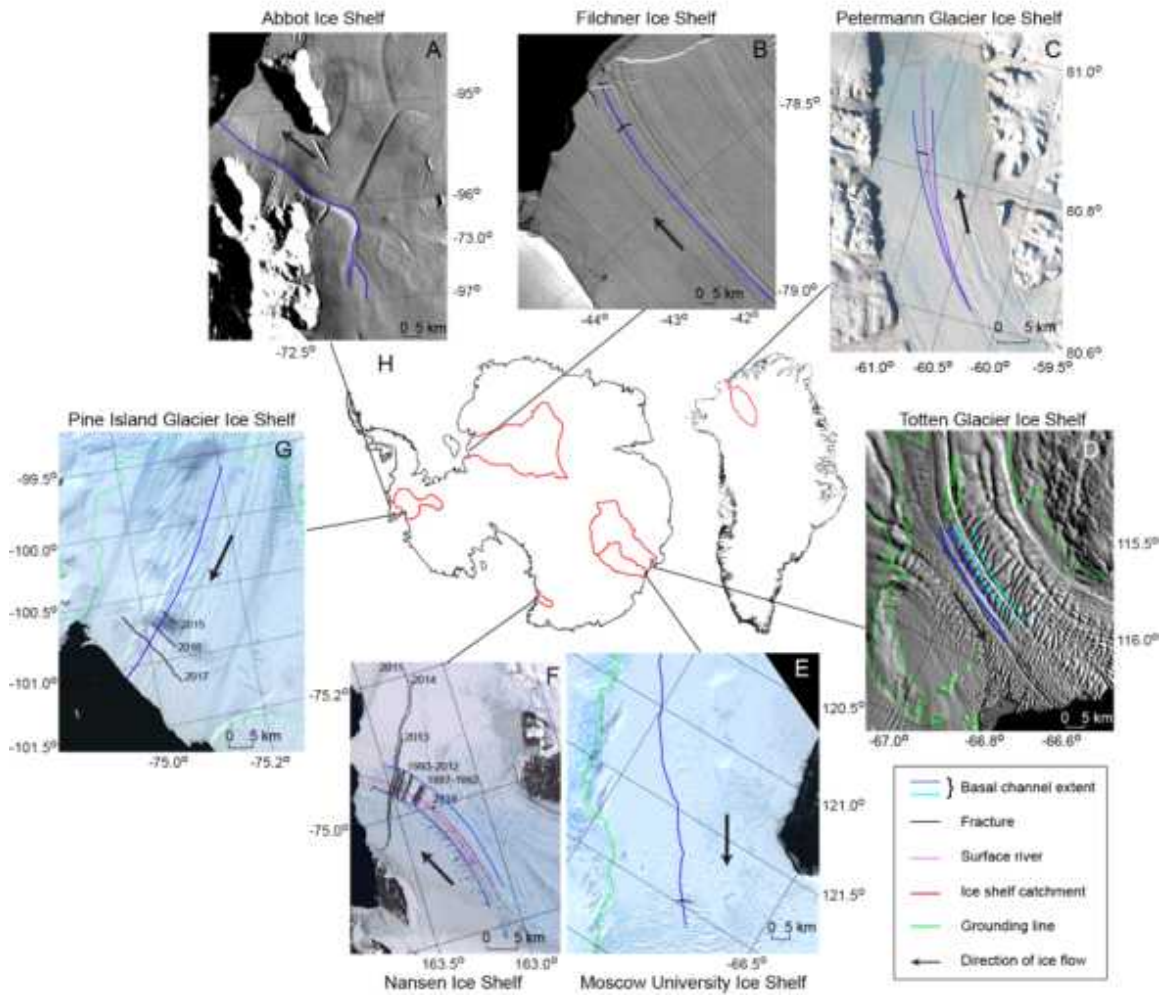 Abbot Ice Shelf
A
-95°
-96°
-73.0°
-97°
-72.5°
0 5 km
Filchner Ice Shelf
B
-78.5°
-79.0°
-44°
-43°
-42°
0 5 km
Petermann Glacier Ice Shelf
C
81.0°
80.8°
80.6°
-61.0°
-60.5°
-60.0°
-59.5°
0 5 km
H
Pine Island Glacier Ice Shelf
G
-99.5°
-100.0°
-100.5°
-101.0°
-101.5°
2015
2016
2017
0 5 km
-75.0°
-75.2°
Totten Glacier Ice Shelf
D
115.5°
116.0°
0 5 km
-67.0°
-66.8°
-66.6°
F
2014
2013
1993-2012
-75.2°
-75.0°
0 5 km
163.5°
163.0°
Nansen Ice Shelf
E
120.5°
121.0°
121.5°
0 5 km
-66.5°
Moscow University Ice Shelf
Basal channel extent
Fracture
Surface river
Ice shelf catchment
Grounding line
Direction of ice flow